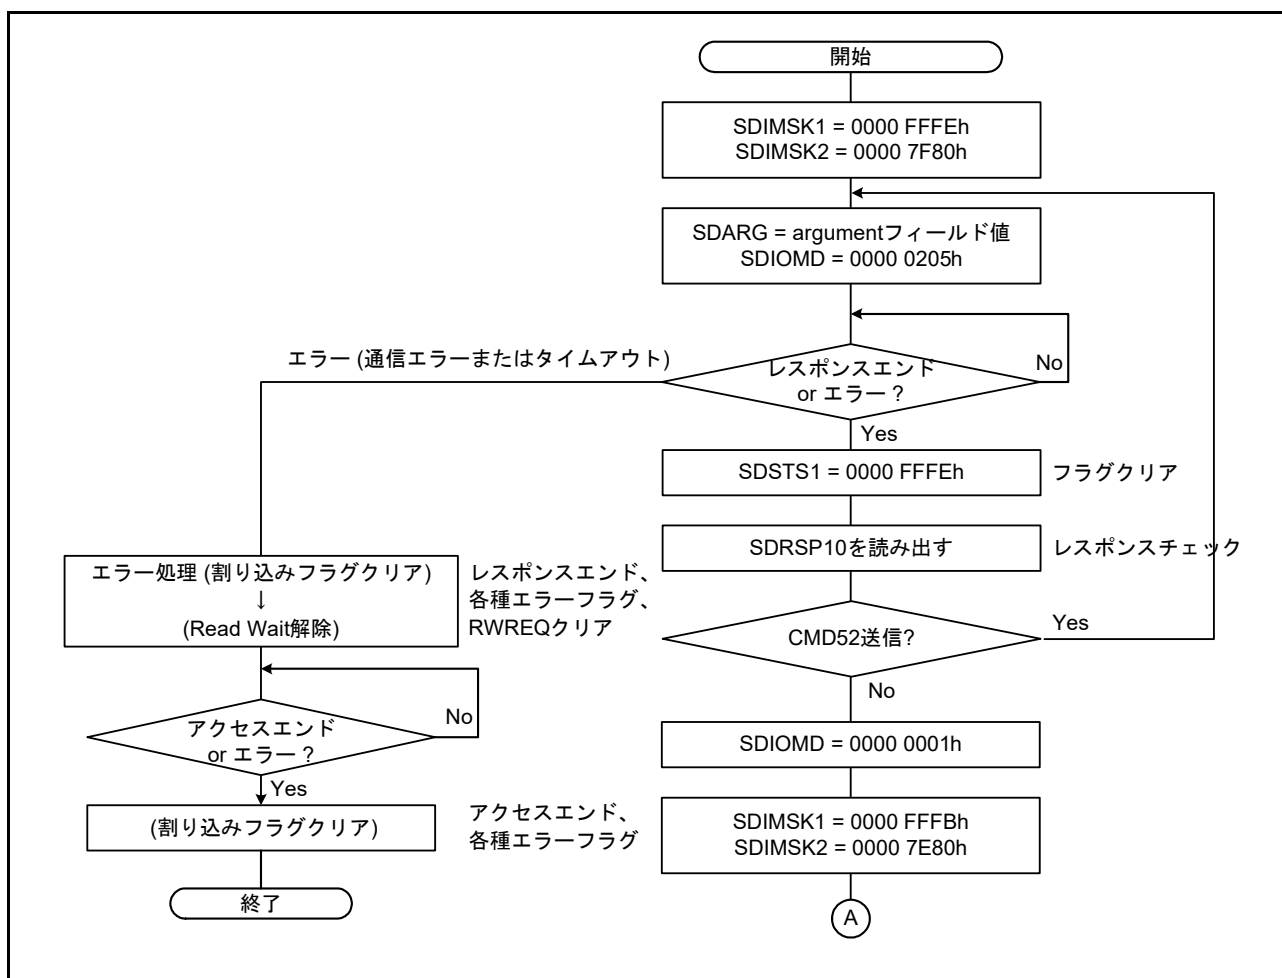 開始
SDIMSK1 = 0000 FFFEh
SDIMSK2 = 0000 7F80h
SDARG = argumentフィールド値
SDIOMD = 0000 0205h
エラー (通信エラーまたはタイムアウト)
レスポンスエンド
or エラー ?
No
Yes
SDSTS1 = 0000 FFFEh
フラグクリア
SDRSP10を読み出す
レスポンスチェック
CMD52送信?
Yes
No
SDIOMD = 0000 0001h
SDIMSK1 = 0000 FFFBh
SDIMSK2 = 0000 7E80h
A
エラー処理 (割り込みフラグクリア)
↓
(Read Wait解除)
レスポンスエンド、
各種エラーフラグ、
RWREQクリア
アクセスエンド
or エラー ?
No
Yes
(割り込みフラグクリア)
アクセスエンド、
各種エラーフラグ
終了